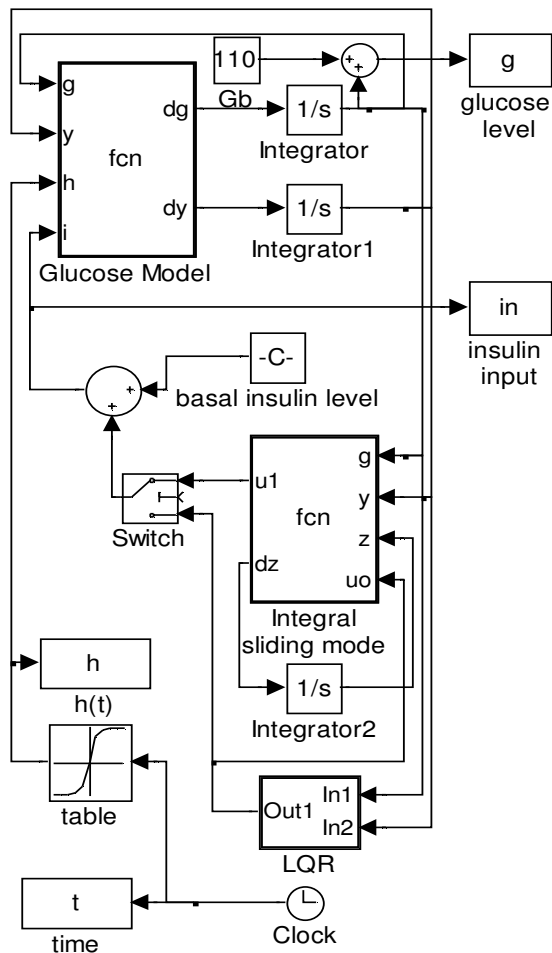 g
y
h
i
fcn
dg
dy
Glucose Model
110
Gb
+
+
1/s
Integrator
1/s
Integrator1
g
glucose
level
in
insulin
input
-C-
basal insulin level
+
+
Switch
u1
dz
fcn
g
y
z
uo
Integral
sliding mode
1/s
Integrator2
h
h(t)
table
Out1
In1
In2
LQR
t
time
Clock